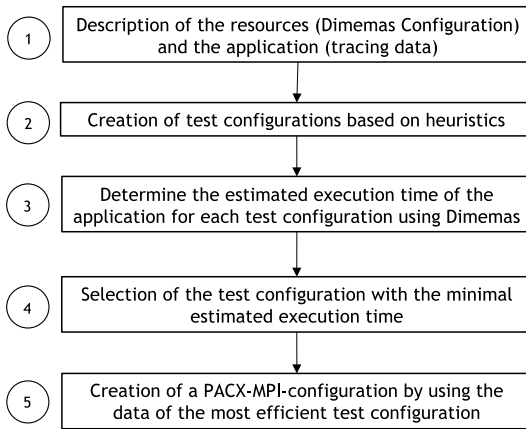 1
Description of the resources (Dimemas Configuration)
and the application (tracing data)
2
Creation of test configurations based on heuristics
3
Determine the estimated execution time of the
application for each test configuration using Dimemas
4
Selection of the test configuration with the minimal
estimated execution time
5
Creation of a PACX-MPI-configuration by using the
data of the most efficient test configuration